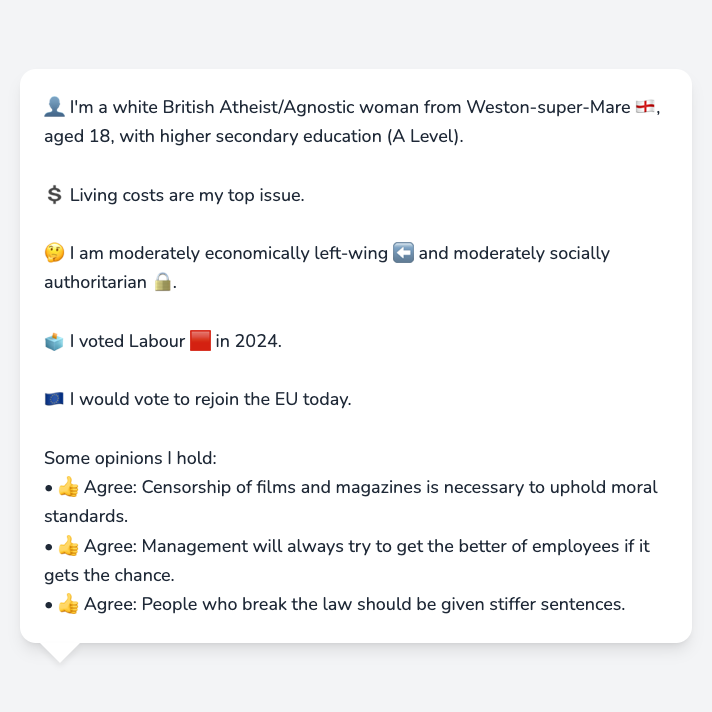 👤 I'm a white British Atheist/Agnostic woman from Weston-super-Mare 🏴󠁧󠁢󠁥󠁮󠁧󠁿,
aged 18, with higher secondary education (A Level).
💲 Living costs are my top issue.
🤔 I am moderately economically left-wing ⬅️ and moderately socially
authoritarian 🔒.
🗳️ I voted Labour 🟥 in 2024.
🇪🇺 I would vote to rejoin the EU today.
Some opinions I hold:
• 👍 Agree: Censorship of films and magazines is necessary to uphold moral
standards.
• 👍 Agree: Management will always try to get the better of employees if it
gets the chance.
• 👍 Agree: People who break the law should be given stiffer sentences.